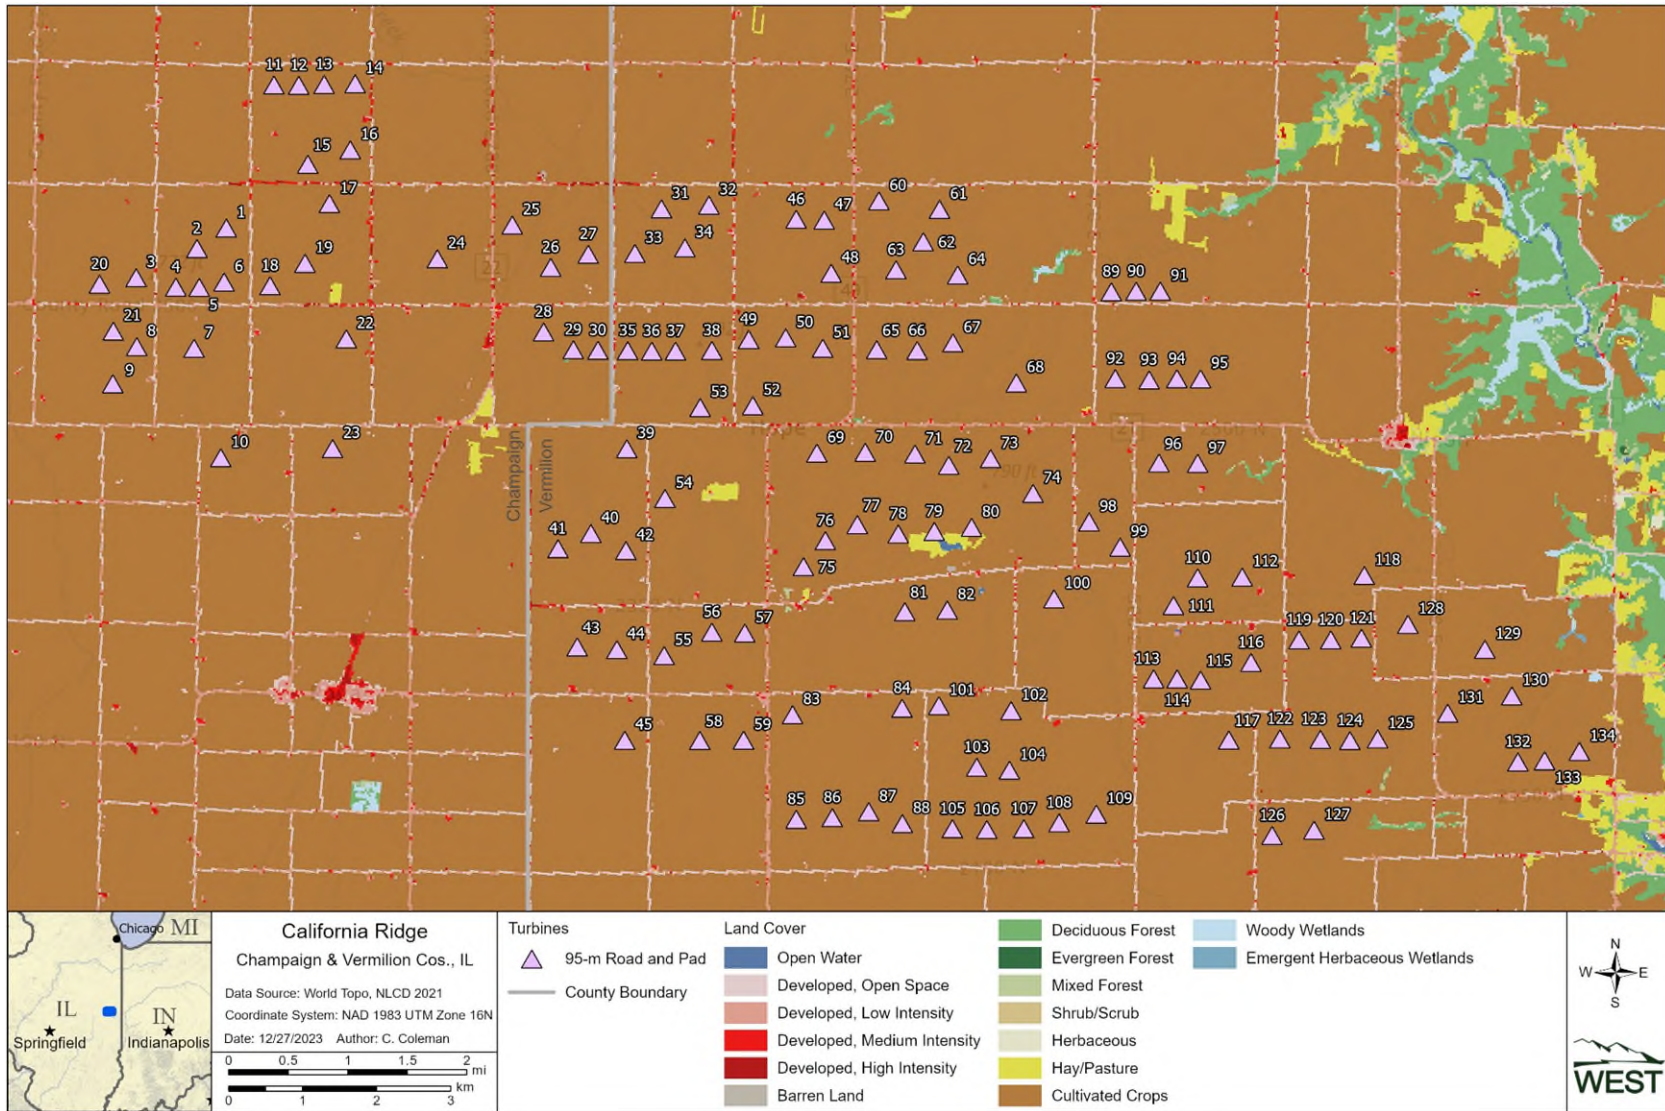 11 12 13 14
15 16
17
31 32 46 47 60 61
1 2 25
3 4 5 6 18 19 20 24 26 27 33 34 48 62 63 64
22
89 90 91
21 8 7 22 28 29 30 35 36 37 38 49 50 51 65 66 67
9 68 92 93 94 95
53 52
10 23 39 69 70 71 72 73 96 97
Champaign
Vermilion
54 74
41 40 42 76 77 78 79 80 98 99
75 110 112 118
81 82 100 111
43 44 55 56 57 116 119 120 121 128 129
113 114 115
45 58 59 83 84 101 102 117 122 123 124 125 131 130
103 104 132 133 134
85 86 87 88 105 106 107 108 109 126 127
Chicago MI
IL IN
Springfield Indianapolis
California Ridge
Champaign & Vermilion Cos., IL
Data Source: World Topo, NLCD 2021
Coordinate System: NAD 1983 UTM Zone 16N
Date: 12/27/2023 Author: C. Coleman
0 0.5 1 1.5 2
mi
km
0 1 2 3
Turbines
95-m Road and Pad
County Boundary
Land Cover
Open Water
Developed, Open Space
Developed, Low Intensity
Developed, Medium Intensity
Developed, High Intensity
Barren Land
Deciduous Forest
Evergreen Forest
Mixed Forest
Shrub/Scrub
Herbaceous
Hay/Pasture
Cultivated Crops
Woody Wetlands
Emergent Herbaceous Wetlands
N
W E
S
WEST